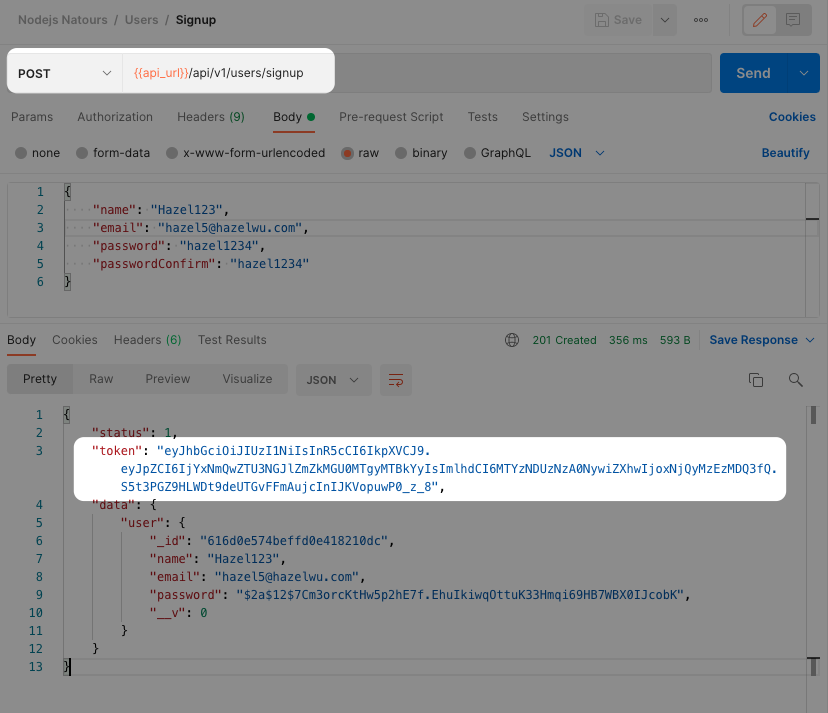 Nodejs Natours / Users / Signup
Save
ooo
POST {{api_url}}/api/v1/users/signup
Send
Params Authorization Headers (9) Body Pre-request Script Tests Settings Cookies
none form-data x-www-form-urlencoded raw binary GraphQL JSON Beautify
1 {
2 "name": "Hazel123",
3 "email": "hazel5@hazelwu.com",
4 "password": "hazel1234",
5 "passwordConfirm": "hazel1234"
6 }
Body Cookies Headers (6) Test Results 201 Created 356 ms 593 B Save Response
Pretty Raw Preview Visualize JSON
1 {
2 "status": 1,
3 "token": "eyJhbGciOiJIUzI1NiIsInR5cCI6IkpXVCJ9.
eyJpZCI6IjYxNmQwZTU3NGJlZmZkMGU0MTgyMTBkYyIsImlhdCI6MTYzNDUzNzA0NywiZXhwIjoxNjQyMzEzMDQ3fQ.
S5t3PGZ9HLWDt9deUTGvFFmAujcInIJKVopuwP0_z_8",
4 "data": {
5 "user": {
6 "_id": "616d0e574beffd0e418210dc",
7 "name": "Hazel123",
8 "email": "hazel5@hazelwu.com",
9 "password": "$2a$12$7Cm3orcKtHw5p2hE7f.EhuIkiwqOttuK33Hmqi69HB7WBX0IJcobK",
10 "__v": 0
11 }
12 }
13 }